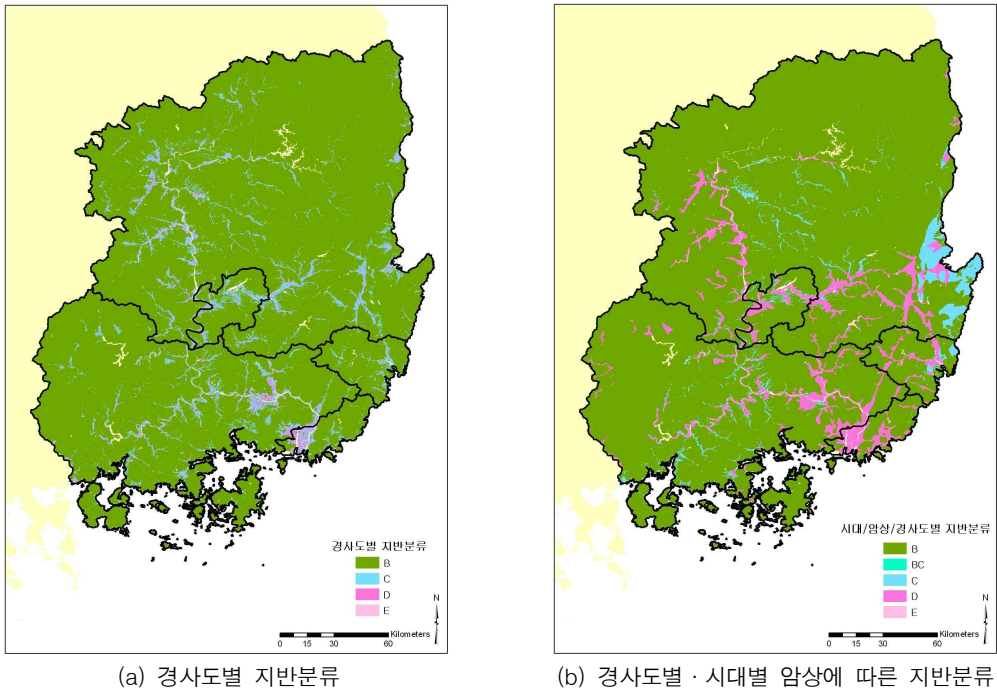 경사도별 지반분류
B
C
D
E
N
Kilometers
0 15 30 60
(a) 경사도별 지반분류
시대/암상/경사도별 지반분류
B
BC
C
D
E
N
Kilometers
0 15 30 60
(b) 경사도별 · 시대별 암상에 따른 지반분류